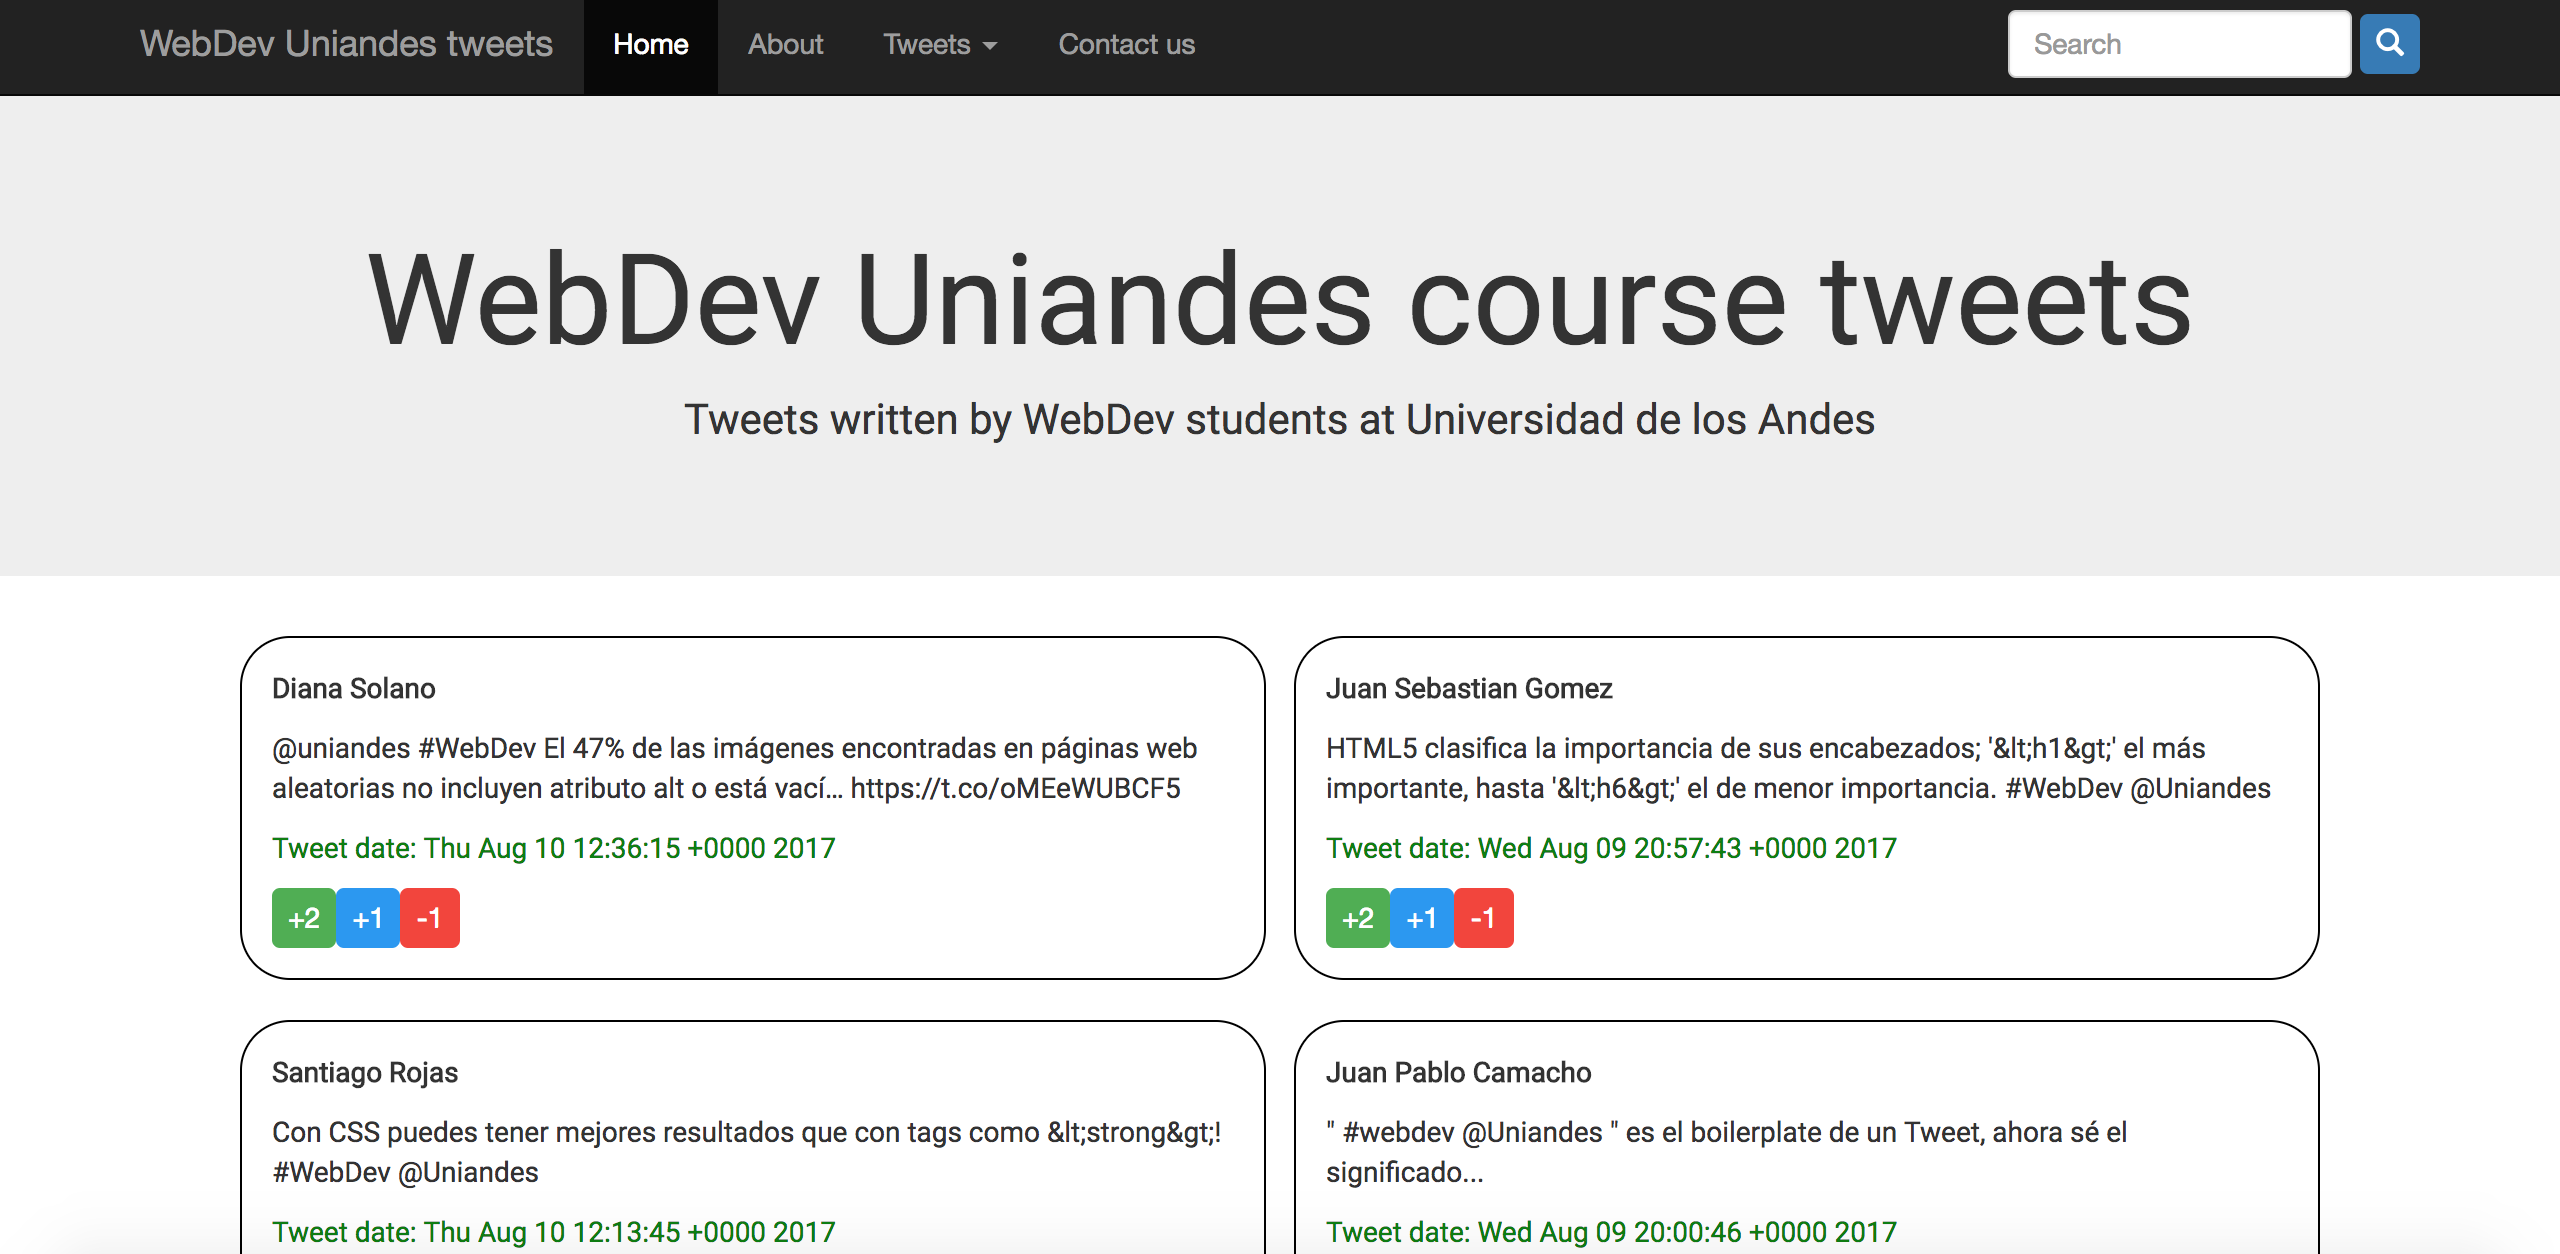 WebDev Uniandes tweets
Home
About
Tweets
Contact us
Search
WebDev Uniandes course tweets
Tweets written by WebDev students at Universidad de los Andes
Diana Solano
@uniandes #WebDev El 47% de las imágenes encontradas en páginas web
aleatorias no incluyen atributo alt o está vací… https://t.co/oMEeWUBCF5
Tweet date: Thu Aug 10 12:36:15 +0000 2017
+2 +1 -1
Juan Sebastian Gomez
HTML5 clasifica la importancia de sus encabezados; '&lt;h1&gt;' el más
importante, hasta '&lt;h6&gt;' el de menor importancia. #WebDev @Uniandes
Tweet date: Wed Aug 09 20:57:43 +0000 2017
+2 +1 -1
Santiago Rojas
Con CSS puedes tener mejores resultados que con tags como &lt;strong&gt;!
#WebDev @Uniandes
Tweet date: Thu Aug 10 12:13:45 +0000 2017
Juan Pablo Camacho
" #webdev @Uniandes " es el boilerplate de un Tweet, ahora sé el
significado...
Tweet date: Wed Aug 09 20:00:46 +0000 2017